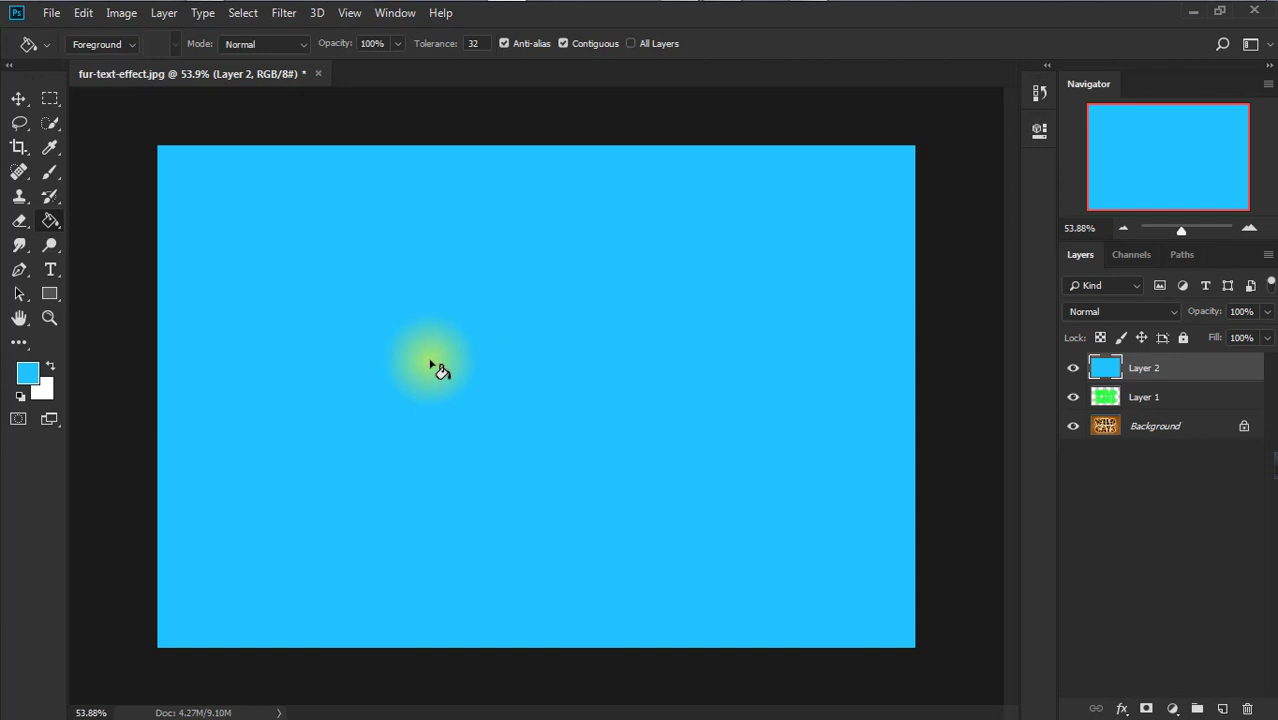 Ps File Edit Image Layer Type Select Filter 3D View Window Help
Foreground Mode: Normal Opacity: 100% Tolerance: 32 Anti-alias Contiguous All Layers
fur-text-effect.jpg @ 53.9% (Layer 2, RGB/8#) *
Navigator
53.88%
Layers Channels Paths
Kind
Normal Opacity: 100%
Lock: Fill: 100%
Layer 2
Layer 1
WILD CATS Background
53.88% Doc: 4.27M/9.10M